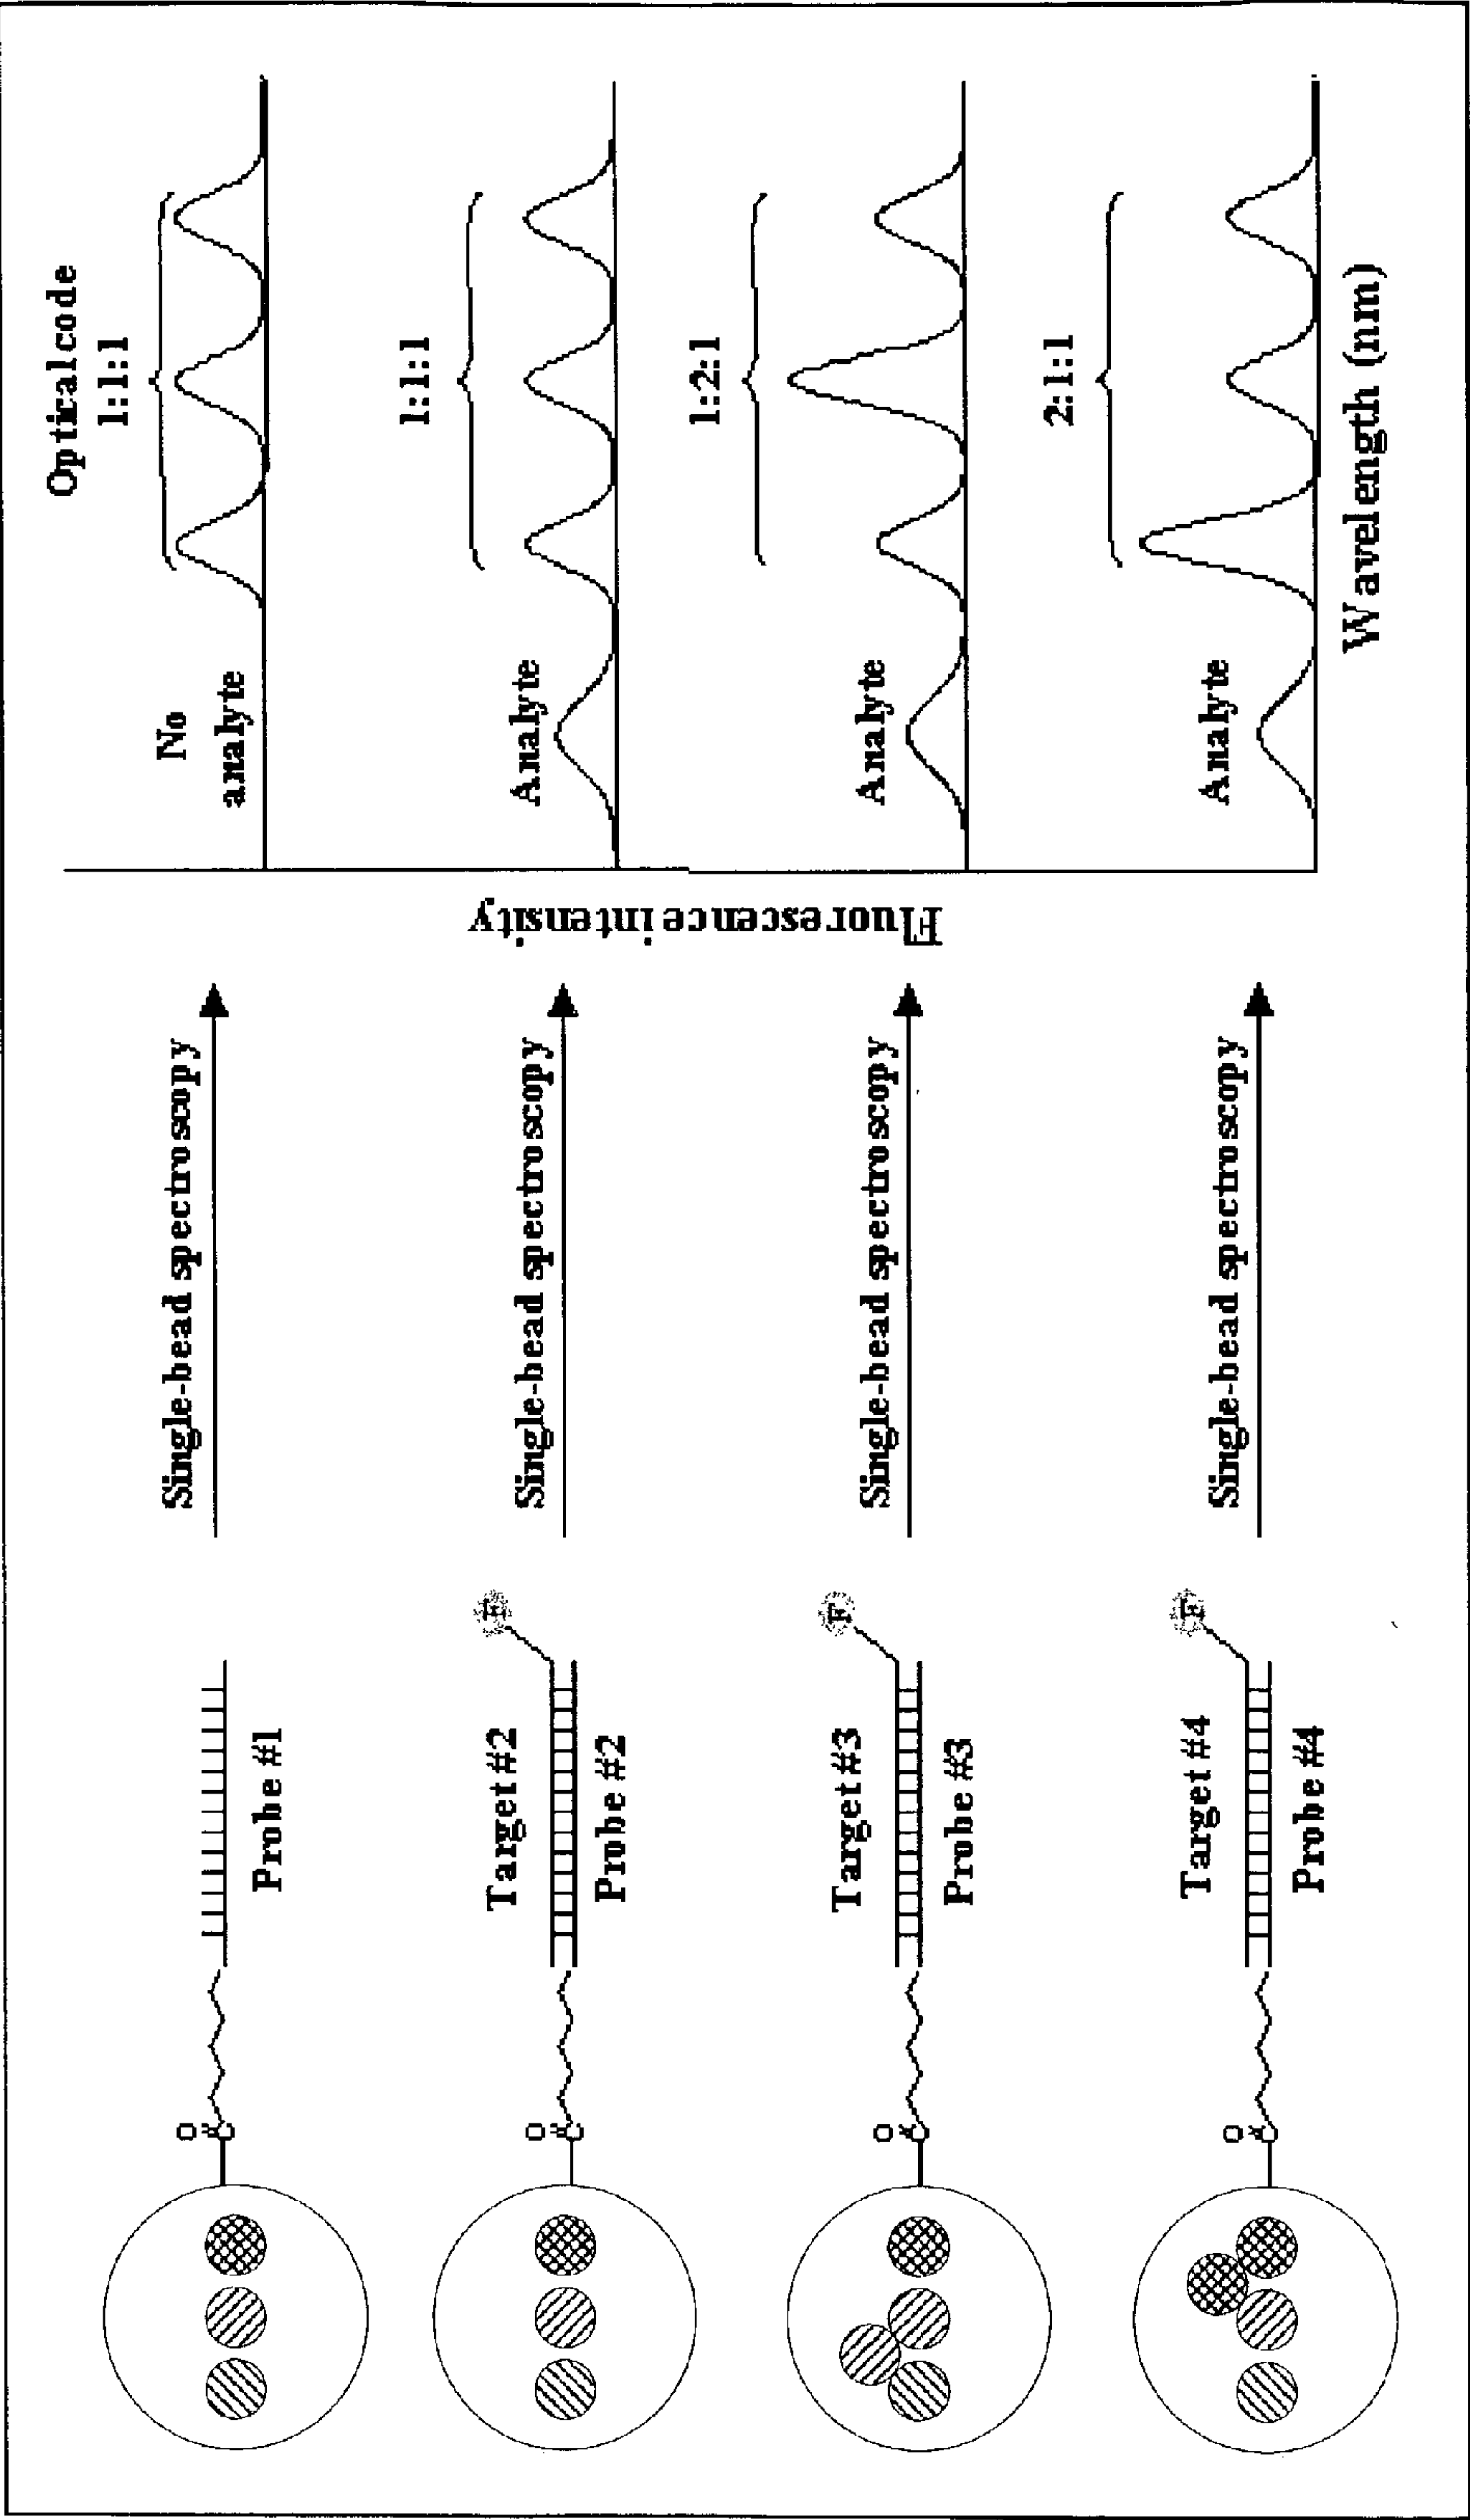 O
C
Probe #1
Single-bead spectroscopy
No
analyte
Optical code
1:1:1
O
C
Target #2
Probe #2
F
Single-bead spectroscopy
Analyte
1:1:1
O
C
Target #3
Probe #3
F
Single-bead spectroscopy
Analyte
1:2:1
O
C
Target #4
Probe #4
F
Single-bead spectroscopy
Analyte
2:1:1
Fluorescence intensity
Wavelength (nm)